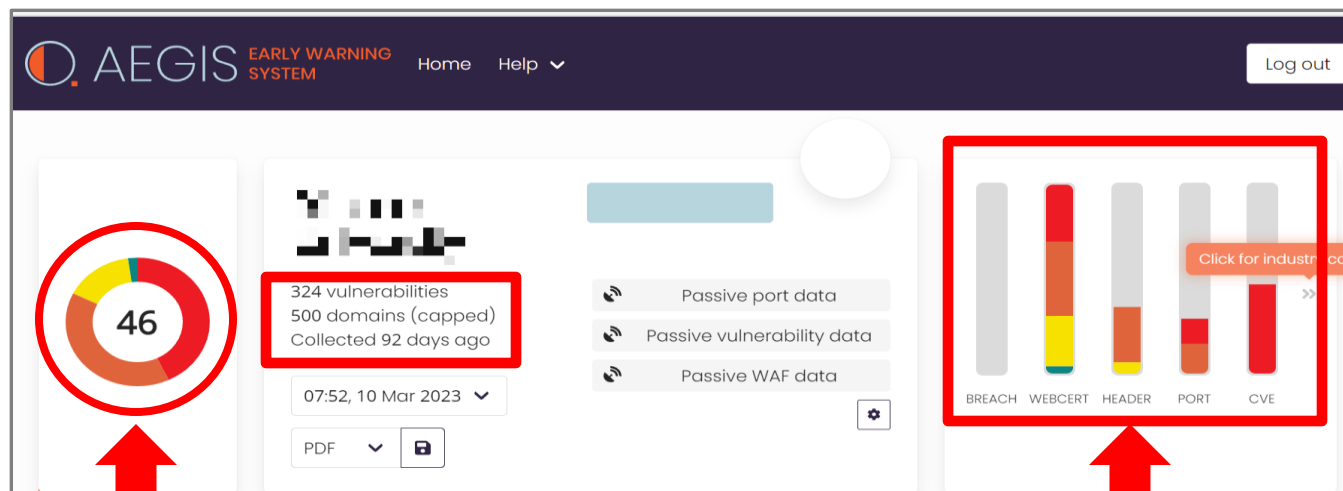 AEGIS EARLY WARNING SYSTEM
Home Help
Log out
46
324 vulnerabilities
500 domains (capped)
Collected 92 days ago
07:52, 10 Mar 2023
PDF
Passive port data
Passive vulnerability data
Passive WAF data
Click for industry
BREACH WEBCERT HEADER PORT CVE